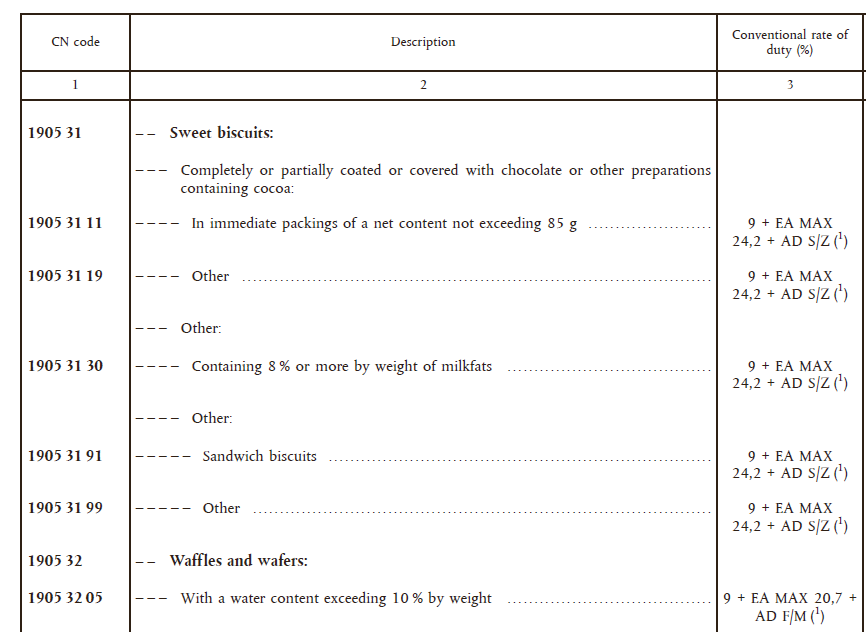 CN code Description Conventional rate of
duty (%)
1 2 3
1905 31 – – Sweet biscuits:
– – – Completely or partially coated or covered with chocolate or other preparations
containing cocoa:
1905 31 11 – – – – In immediate packings of a net content not exceeding 85 g ........................ 9 + EA MAX
24,2 + AD S/Z (¹)
1905 31 19 – – – – Other ........................ 9 + EA MAX
24,2 + AD S/Z (¹)
– – – Other:
1905 31 30 – – – – Containing 8 % or more by weight of milkfats ........................ 9 + EA MAX
24,2 + AD S/Z (¹)
– – – – Other:
1905 31 91 – – – – – Sandwich biscuits ........................ 9 + EA MAX
24,2 + AD S/Z (¹)
1905 31 99 – – – – – Other ........................ 9 + EA MAX
24,2 + AD S/Z (¹)
1905 32 – – Waffles and wafers:
1905 32 05 – – – With a water content exceeding 10 % by weight ........................ 9 + EA MAX 20,7 +
AD F/M (¹)